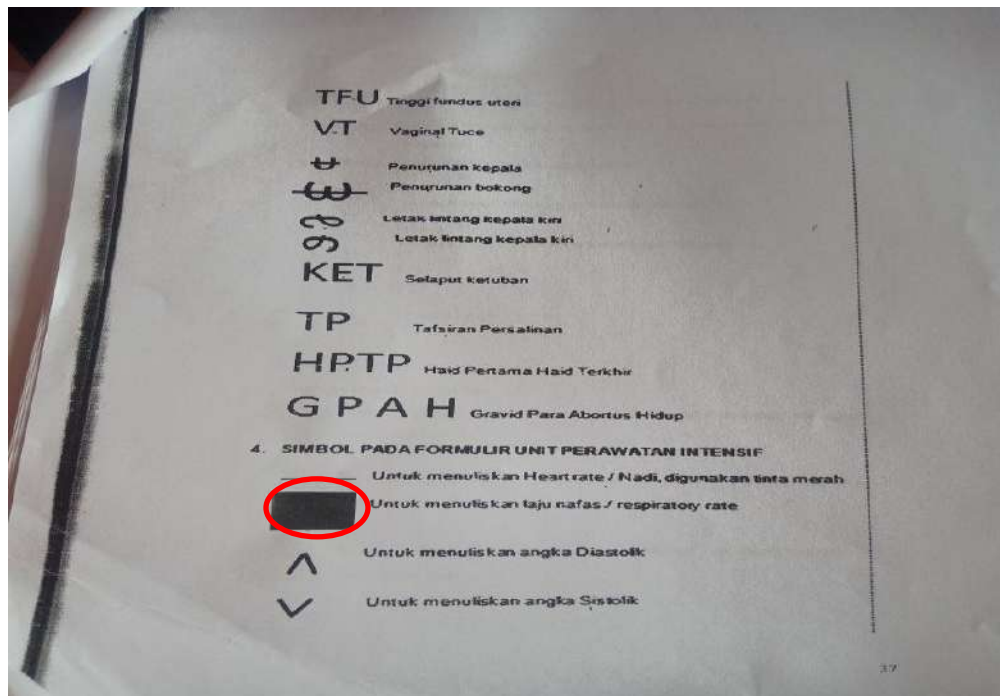 TFU Tinggi fundus uteri
V.T Vaginal Tuce
Penurunan kepala
Penurunan bokong
Letak lintang kepala kiri
Letak lintang kepala kiri
KET Selaput ketuban
TP Tafsiran Persalinan
HPTP Haid Pertama Haid Terkhir
G P A H Gravid Para Abortus Hidup
4. SIMBOL PADA FORMULIR UNIT PERAWATAN INTENSIF
Untuk menuliskan Heart rate / Nadi, digunakan tinta merah
Untuk menuliskan laju nafas / respiratory rate
Untuk menuliskan angka Diastolik
Untuk menuliskan angka Sistolik
37